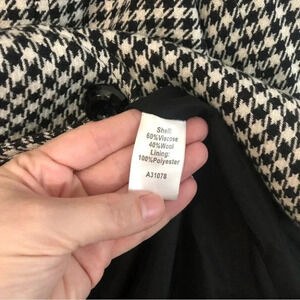 Shell:
60%Viscose
40%Wool
Lining:
100%Polyester
A31078